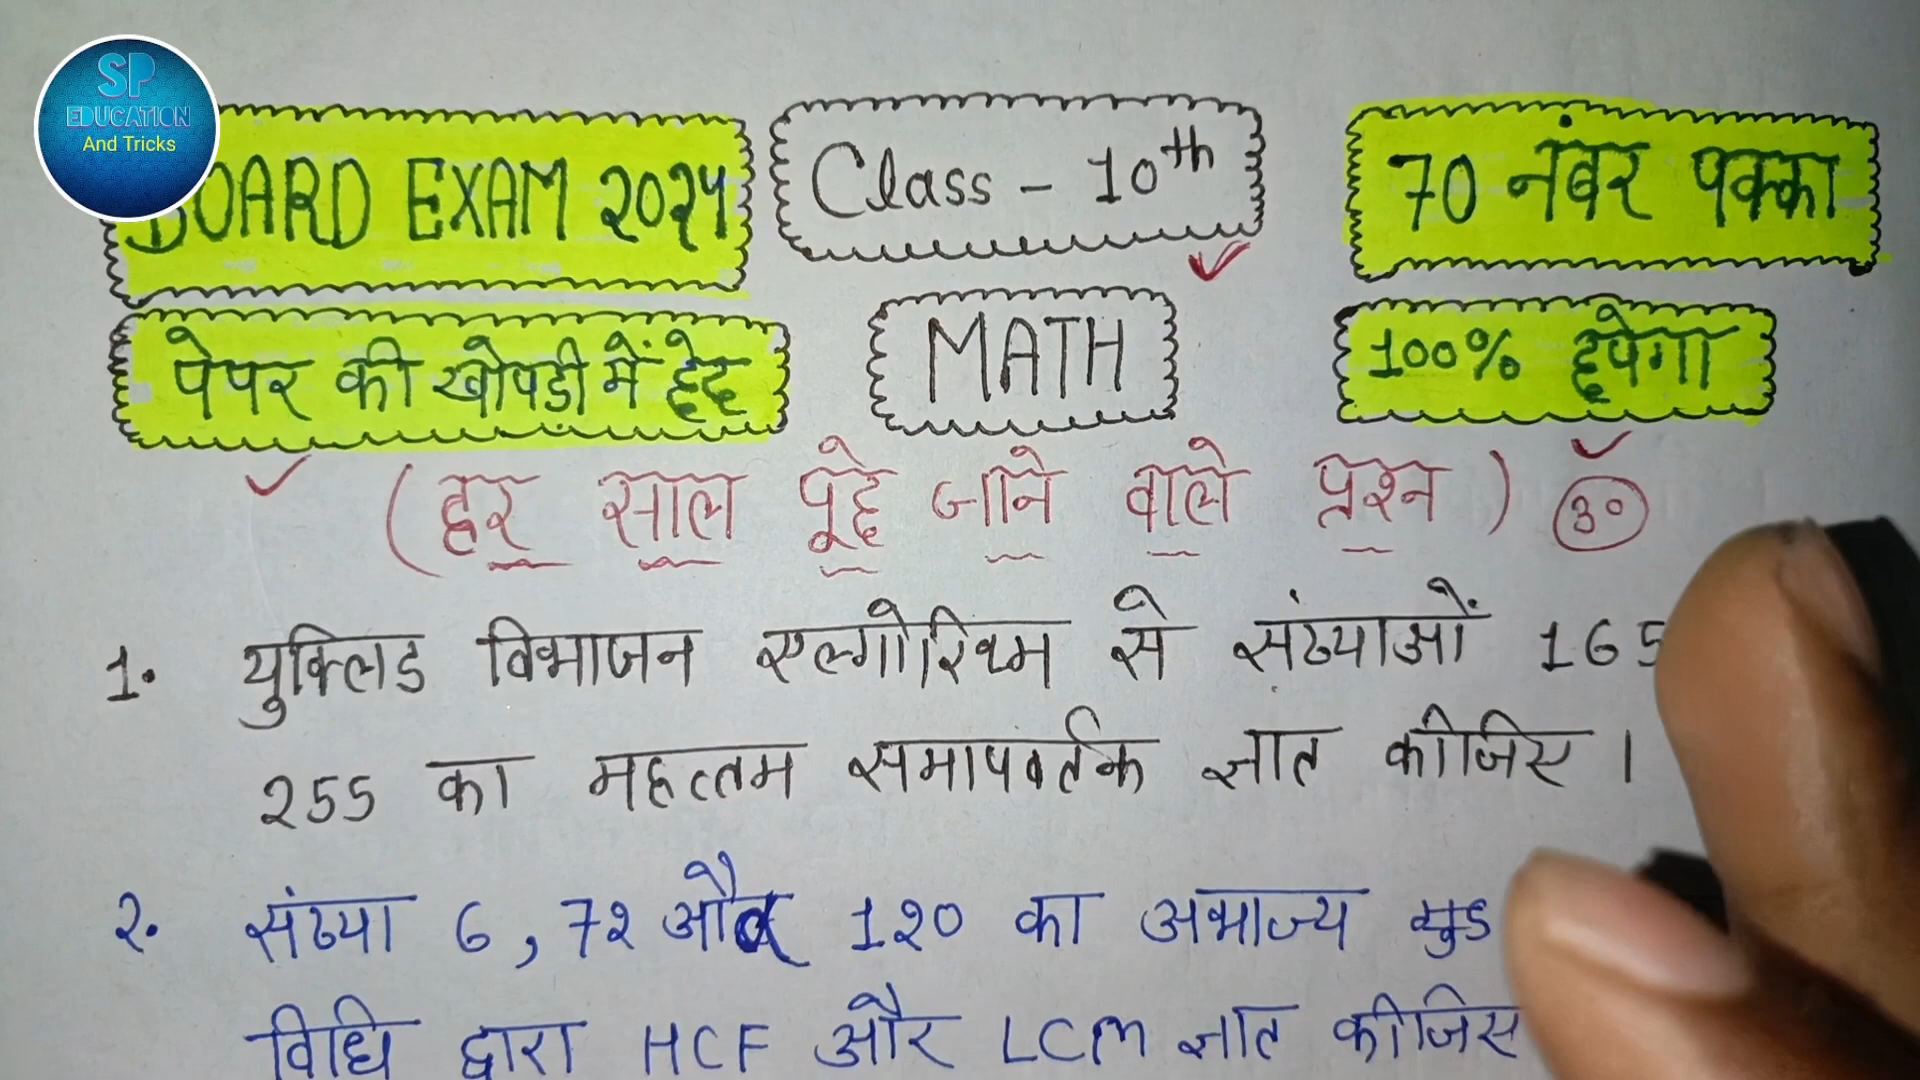 SP
EDUCATION
And Tricks
BOARD EXAM 2024
Class - 10th
70 नंबर पक्का
पेपर की खोपड़ी में छेद
MATH
100% छपेगा
(हर साल पूछे जाने वाले प्रश्न) 30
1. युक्लिड विभाजन एल्गोरिथ्म से संख्याओं 165
255 का महत्तम समापवर्तक ज्ञात कीजिए।
2. संख्या 6, 72 और 120 का अभाज्य
विधि द्वारा HCF और LCM ज्ञात कीजिए